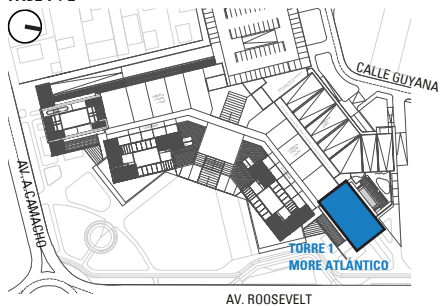 CALLE GUYANA
AV. A.CAMACHO
TORRE 1
MORE ATLÁNTICO
AV. ROOSEVELT